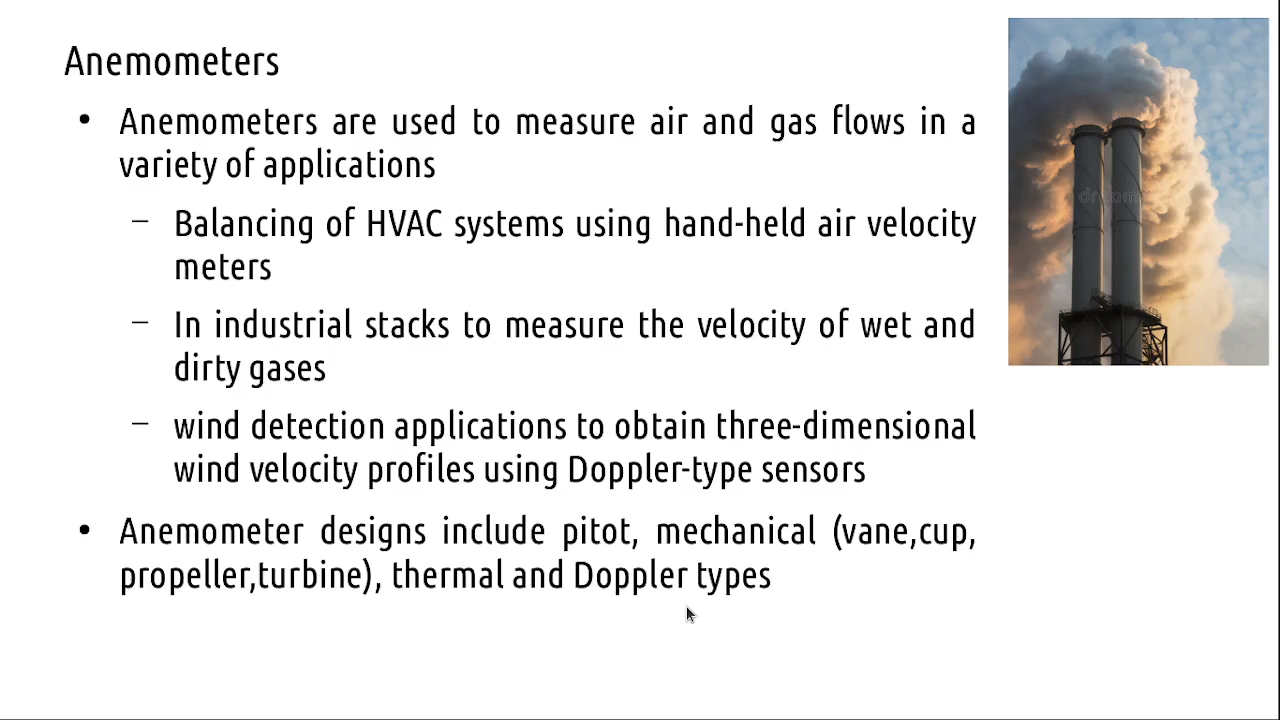 Anemometers
• Anemometers are used to measure air and gas flows in a
variety of applications
– Balancing of HVAC systems using hand-held air velocity
meters
– In industrial stacks to measure the velocity of wet and
dirty gases
– wind detection applications to obtain three-dimensional
wind velocity profiles using Doppler-type sensors
• Anemometer designs include pitot, mechanical (vane,cup,
propeller,turbine), thermal and Doppler types